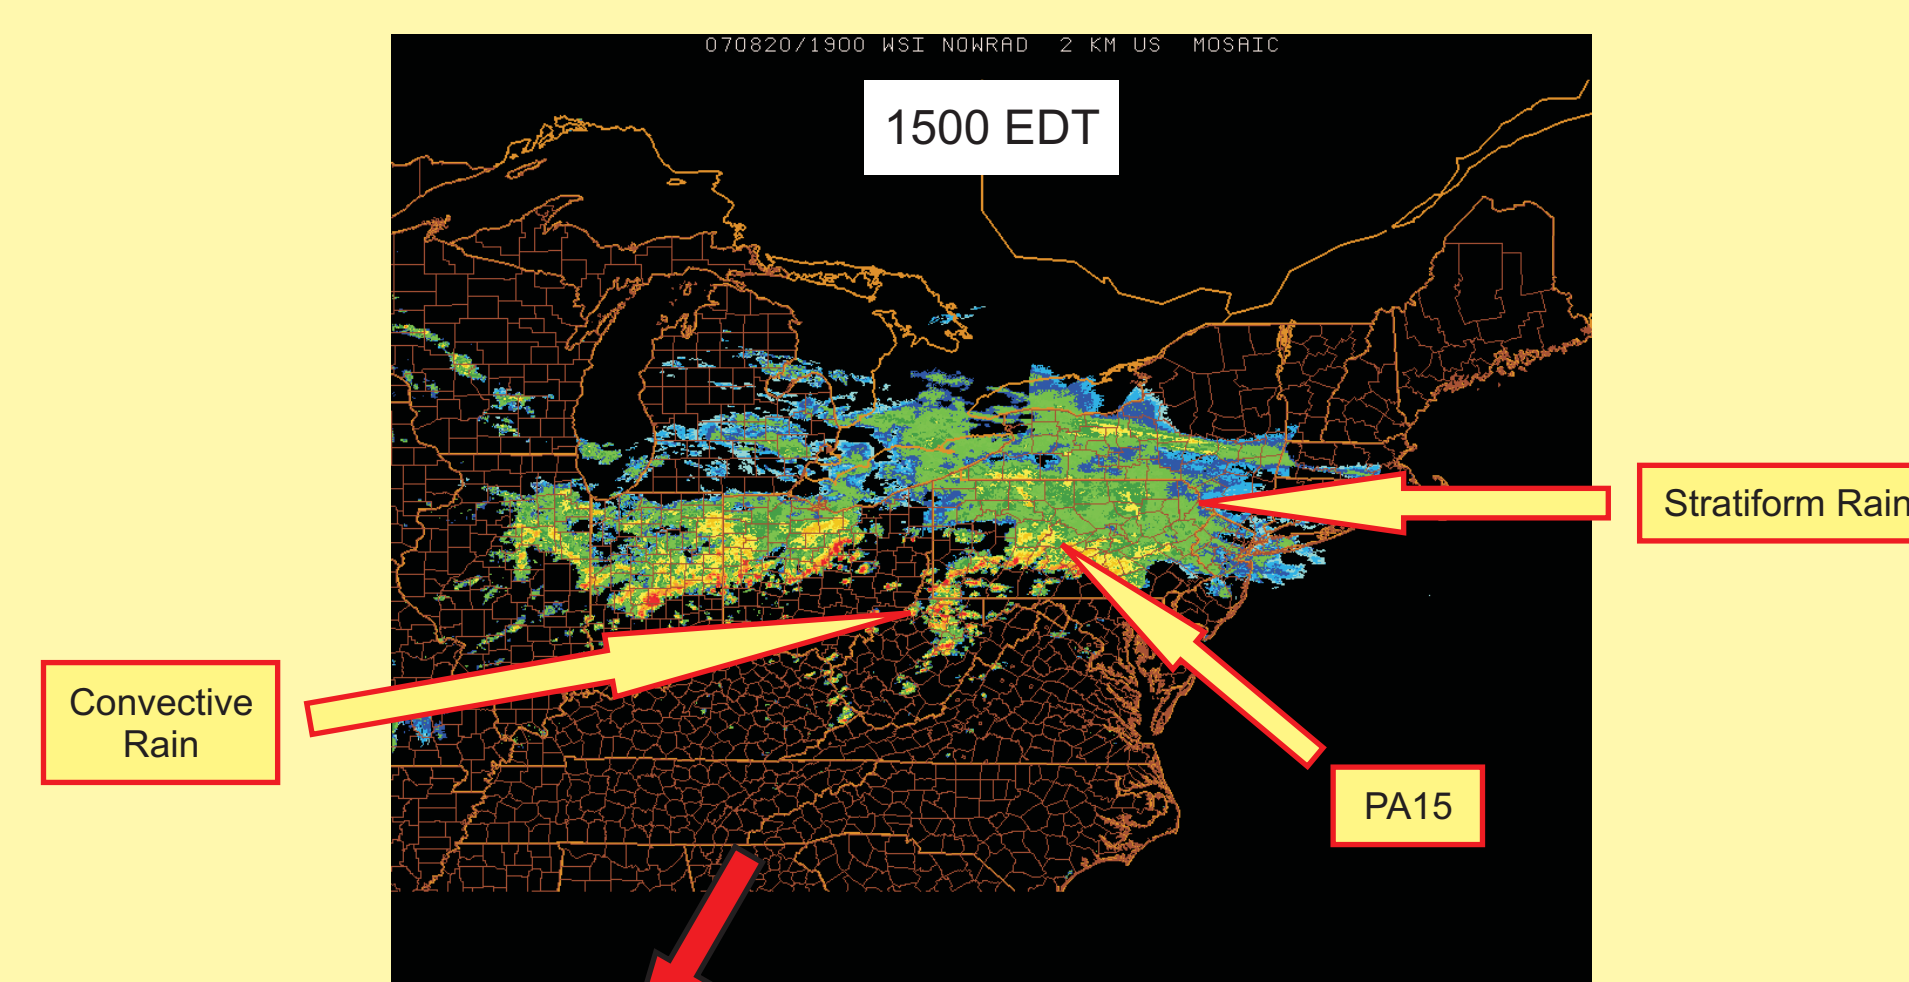 070820/1900 WSI NOWRAD 2 KM US MOSAIC
1500 EDT
Stratiform Rain
Convective
Rain
PA15